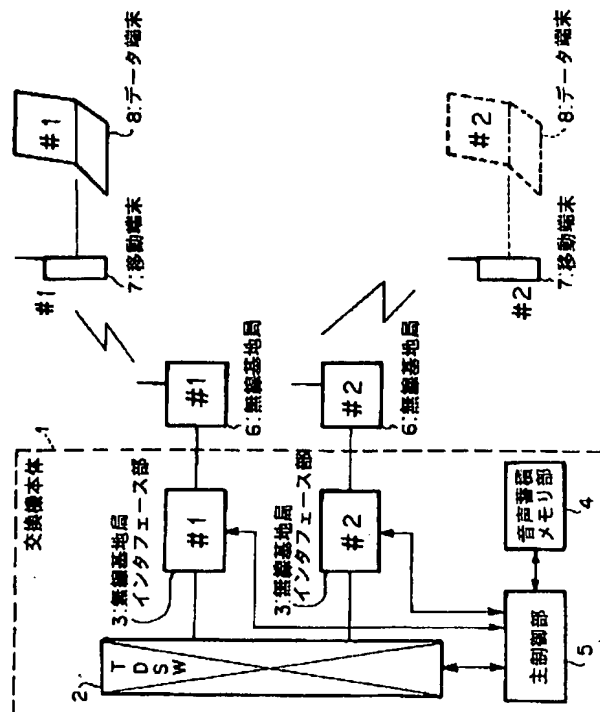 交換機本体
1
2
TDSW
3:無線基地局
インタフェース部
#1
3:無線基地局
インタフェース部
#2
主制御部
5
音声蓄積
メモリ部
4
#1
6:無線基地局
#2
6:無線基地局
#1
7:移動端末
#1
8:データ端末
#2
7:移動端末
#2
8:データ端末